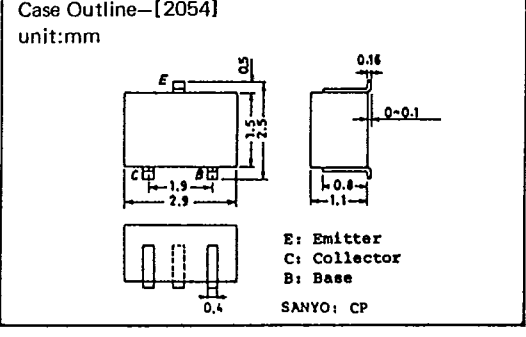 Case Outline—[2054]
unit:mm
0.16
E
0.5
0~0.1
1.5
2.5
C
B
1.9
2.9
0.8
1.1
E: Emitter
C: Collector
B: Base
0.4
SANYO: CP